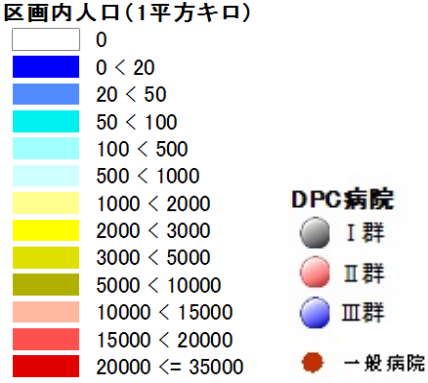 区画内人口(1平方キロ)
0
0 < 20
20 < 50
50 < 100
100 < 500
500 < 1000
1000 < 2000
2000 < 3000
3000 < 5000
5000 < 10000
10000 < 15000
15000 < 20000
20000 <= 35000
DPC病院
Ⅰ群
Ⅱ群
Ⅲ群
一般病院